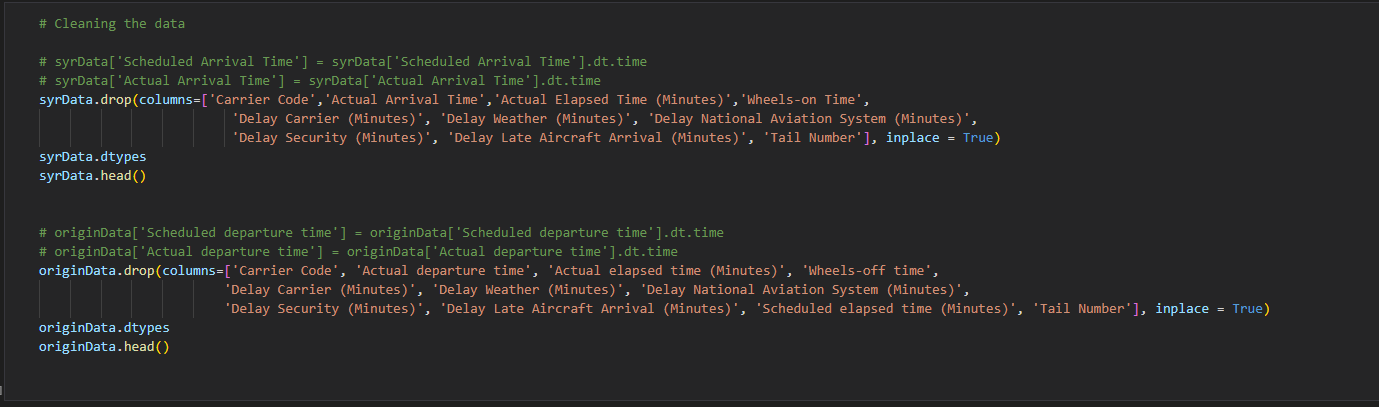 # Cleaning the data
# syrData['Scheduled Arrival Time'] = syrData['Scheduled Arrival Time'].dt.time
# syrData['Actual Arrival Time'] = syrData['Actual Arrival Time'].dt.time
syrData.drop(columns=['Carrier Code','Actual Arrival Time','Actual Elapsed Time (Minutes)','Wheels-on Time',
'Delay Carrier (Minutes)', 'Delay Weather (Minutes)', 'Delay National Aviation System (Minutes)',
'Delay Security (Minutes)', 'Delay Late Aircraft Arrival (Minutes)', 'Tail Number'], inplace = True)
syrData.dtypes
syrData.head()
# originData['Scheduled departure time'] = originData['Scheduled departure time'].dt.time
# originData['Actual departure time'] = originData['Actual departure time'].dt.time
originData.drop(columns=['Carrier Code', 'Actual departure time', 'Actual elapsed time (Minutes)', 'Wheels-off time',
'Delay Carrier (Minutes)', 'Delay Weather (Minutes)', 'Delay National Aviation System (Minutes)',
'Delay Security (Minutes)', 'Delay Late Aircraft Arrival (Minutes)', 'Scheduled elapsed time (Minutes)', 'Tail Number'], inplace = True)
originData.dtypes
originData.head()